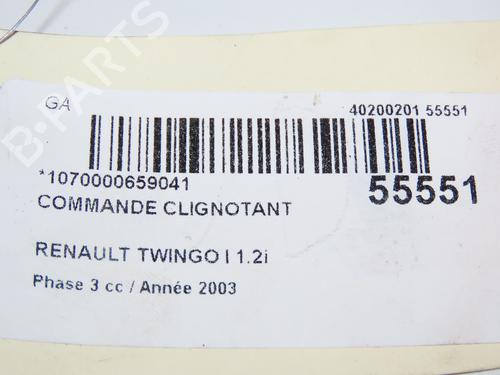 GA
40200201 55551
*1070000659041
55551
COMMANDE CLIGNOTANT
RENAULT TWINGO I 1.2i
Phase 3 cc / Année 2003
B-PARTS